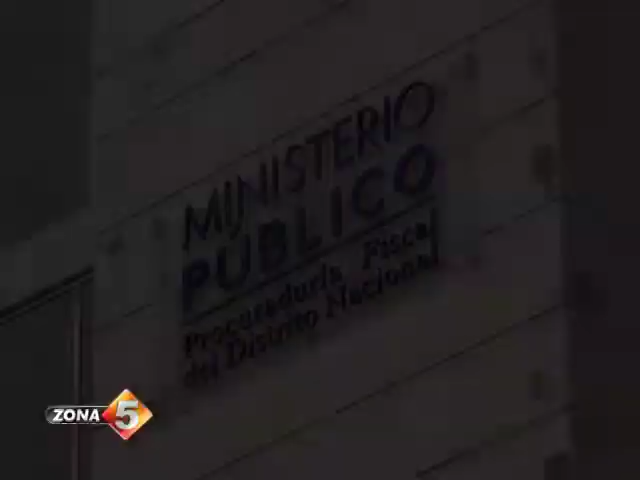 MINISTERIO
PUBLICO
Procuraduría Fiscal
del Distrito Nacional
ZONA 5